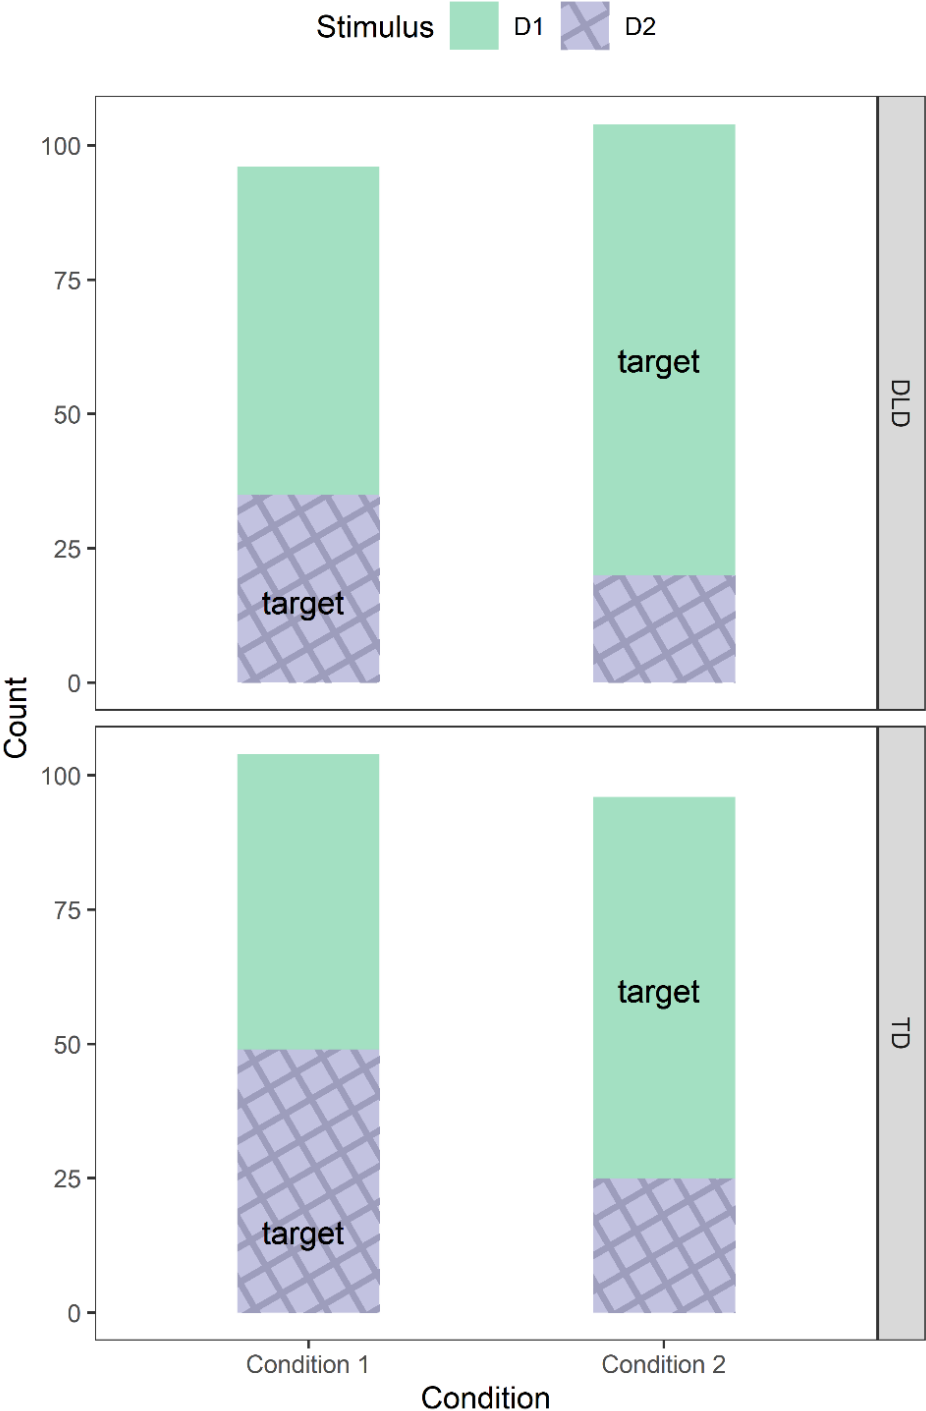 Stimulus D1 D2
100
75
50
25
0
target
target
DLD
Count
100
75
50
25
0
target
target
TD
Condition 1 Condition 2
Condition